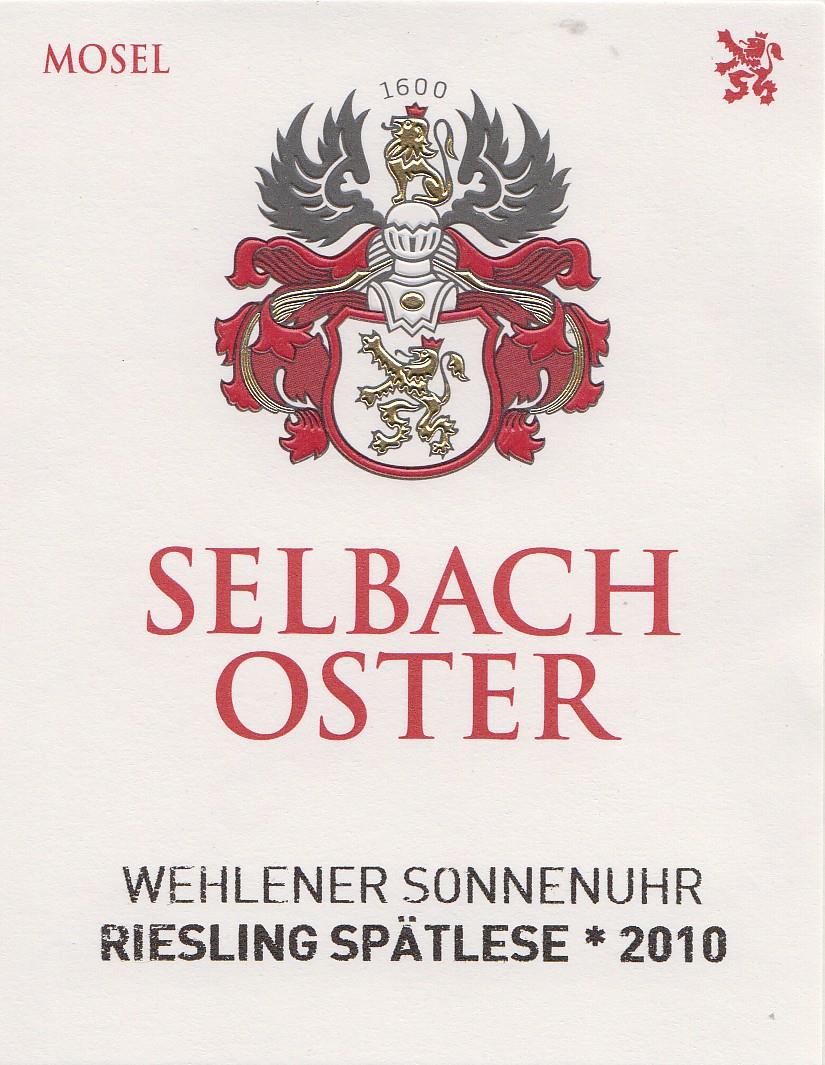 MOSEL
1600
SELBACH
OSTER
WEHLENER SONNENUHR
RIESLING SPÄTLESE * 2010